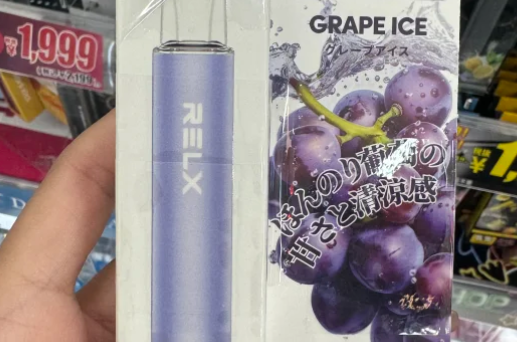 ¥1,999
GRAPE ICE
グレープアイス
RELX
ほんのり葡萄の
甘さと清涼感